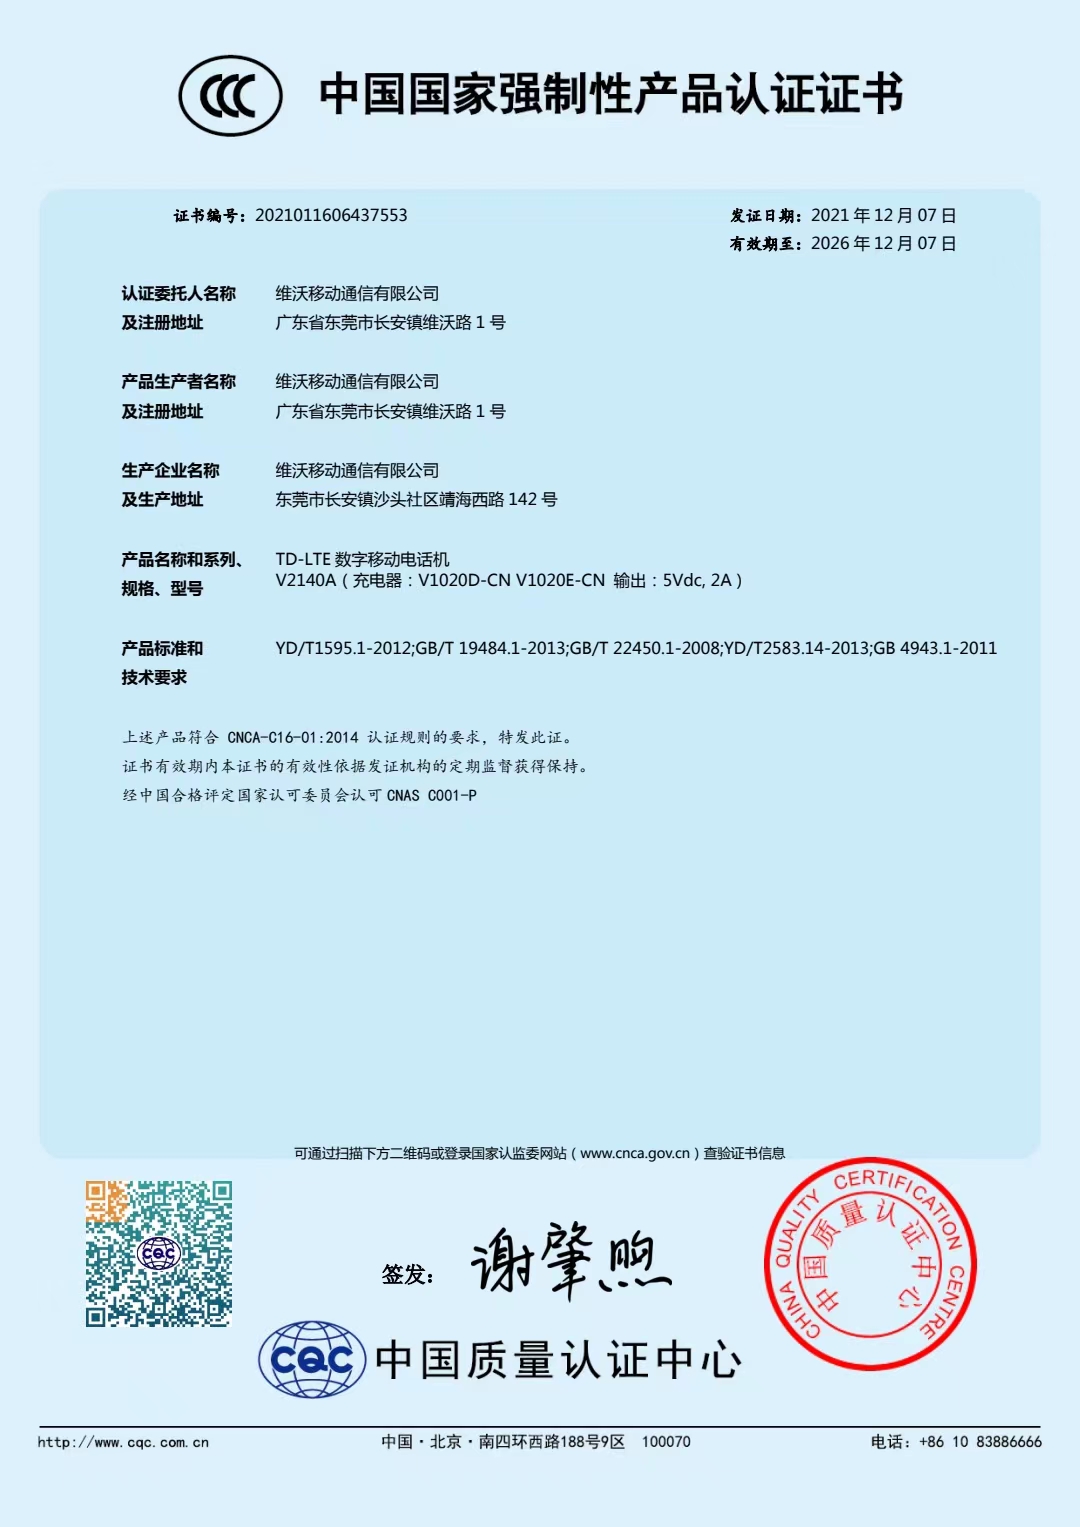 CCC 中国国家强制性产品认证证书
证书编号：2021011606437553
发证日期：2021 年 12 月 07 日
有效期至：2026 年 12 月 07 日
认证委托人名称 维沃移动通信有限公司
及注册地址 广东省东莞市长安镇维沃路 1 号
产品生产者名称 维沃移动通信有限公司
及注册地址 广东省东莞市长安镇维沃路 1 号
生产企业名称 维沃移动通信有限公司
及生产地址 东莞市长安镇沙头社区靖海西路 142 号
产品名称和系列、 TD-LTE 数字移动电话机
规格、型号 V2140A（充电器：V1020D-CN V1020E-CN 输出：5Vdc, 2A）
产品标准和 YD/T1595.1-2012;GB/T 19484.1-2013;GB/T 22450.1-2008;YD/T2583.14-2013;GB 4943.1-2011
技术要求
上述产品符合 CNCA-C16-01:2014 认证规则的要求，特发此证。
证书有效期内本证书的有效性依据发证机构的定期监督获得保持。
经中国合格评定国家认可委员会认可 CNAS C001-P
可通过扫描下方二维码或登录国家认监委网站（www.cnca.gov.cn）查验证书信息
CQC
签发：谢肇煦
CHINA QUALITY CERTIFICATION CENTRE
中国质量认证中心
CQC 中国质量认证中心
http://www.cqc.com.cn 中国·北京·南四环西路188号9区 100070 电话：+86 10 83886666